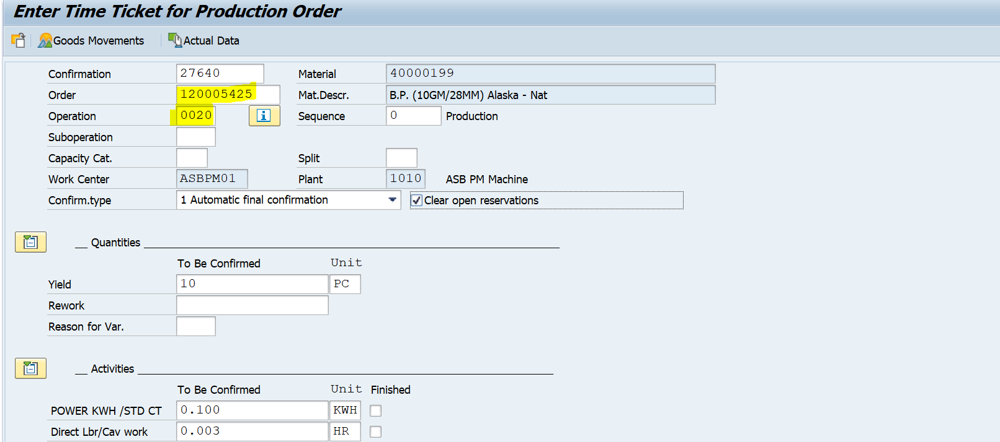 Enter Time Ticket for Production Order
Goods Movements Actual Data
Confirmation 27640 Material 40000199
Order 120005425 Mat.Descr. B.P. (10GM/28MM) Alaska - Nat
Operation 0020 Sequence 0 Production
Suboperation
Capacity Cat. Split
Work Center ASBPM01 Plant 1010 ASB PM Machine
Confirm.type 1 Automatic final confirmation Clear open reservations
Quantities
To Be Confirmed Unit
Yield 10 PC
Rework
Reason for Var.
Activities
To Be Confirmed Unit Finished
POWER KWH /STD CT 0.100 KWH
Direct Lbr/Cav work 0.003 HR